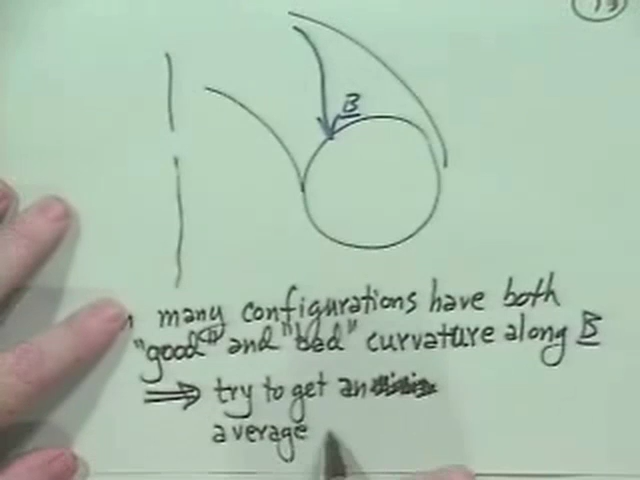 B
many configurations have both
"good" and "bad" curvature along B
⇒ try to get an
average